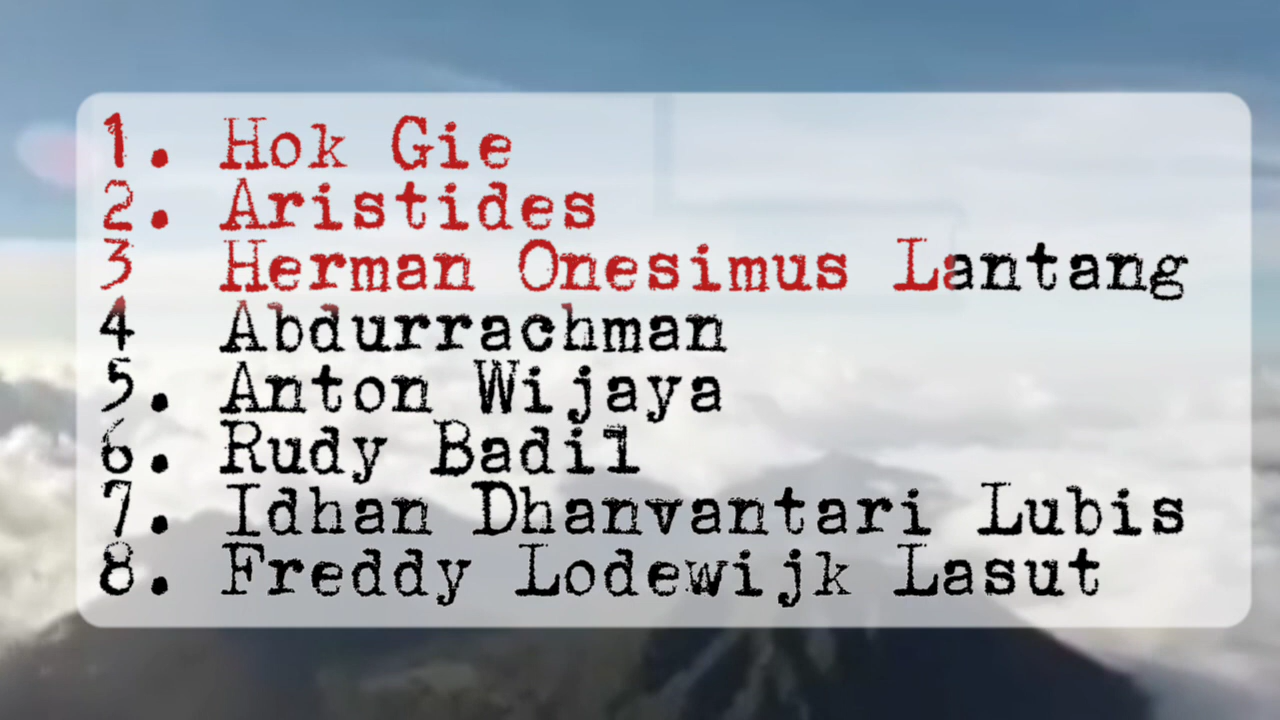 1. Hok Gie
2. Aristides
3 Herman Onesimus Lantang
4 Abdurrachman
5. Anton Wijaya
6. Rudy Badil
7. Idhan Dhanvantari Lubis
8. Freddy Lodewijk Lasut